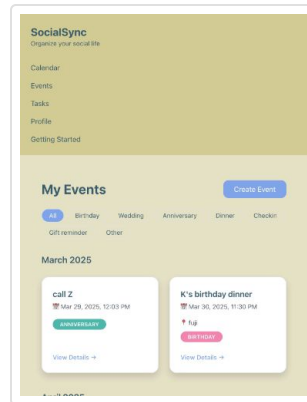 SocialSync
Organize your social life
Calendar
Events
Tasks
Profile
Getting Started
My Events
Create Event
All Birthday Wedding Anniversary Dinner Checkin
Gift reminder Other
March 2025
call Z
📅 Mar 29, 2025, 12:03 PM
ANNIVERSARY
View Details →
K's birthday dinner
📅 Mar 30, 2025, 11:30 PM
📍 fuji
BIRTHDAY
View Details →
April 2025